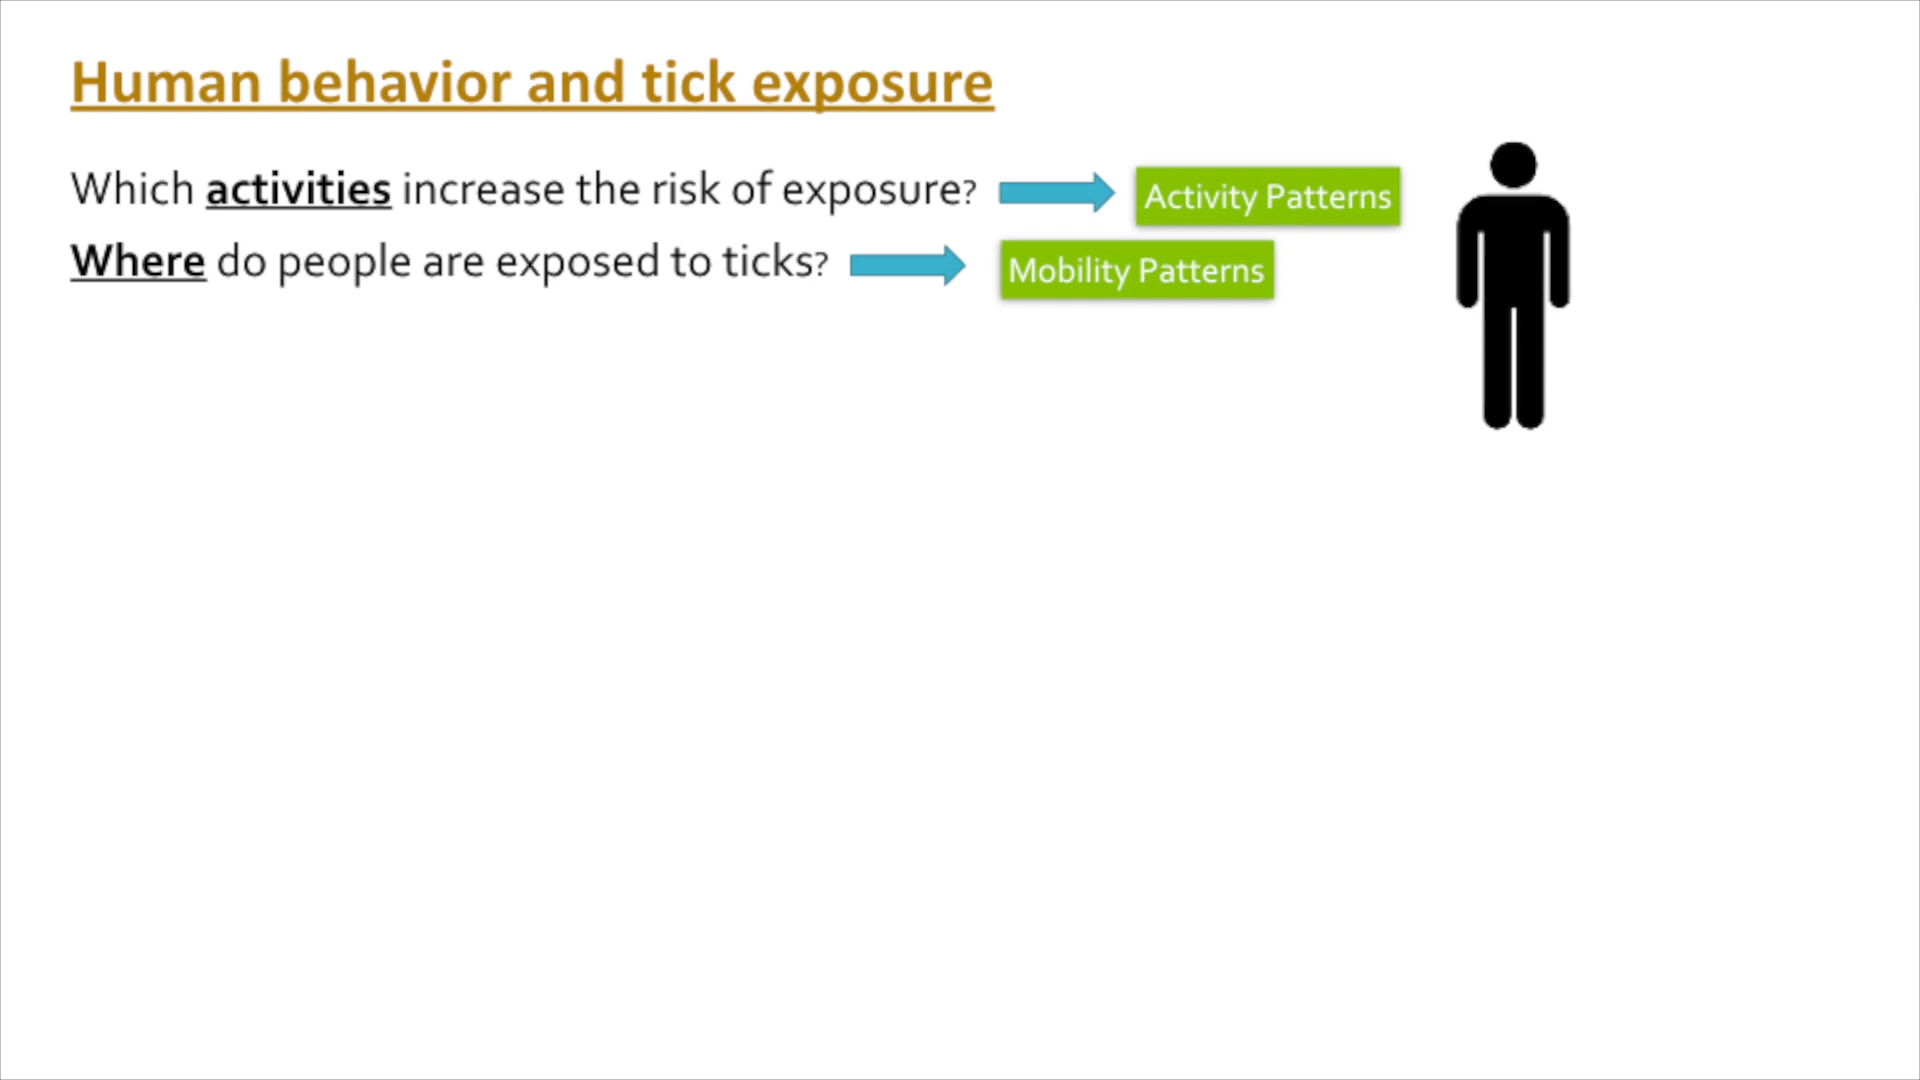 Human behavior and tick exposure
Which activities increase the risk of exposure? Activity Patterns
Where do people are exposed to ticks? Mobility Patterns